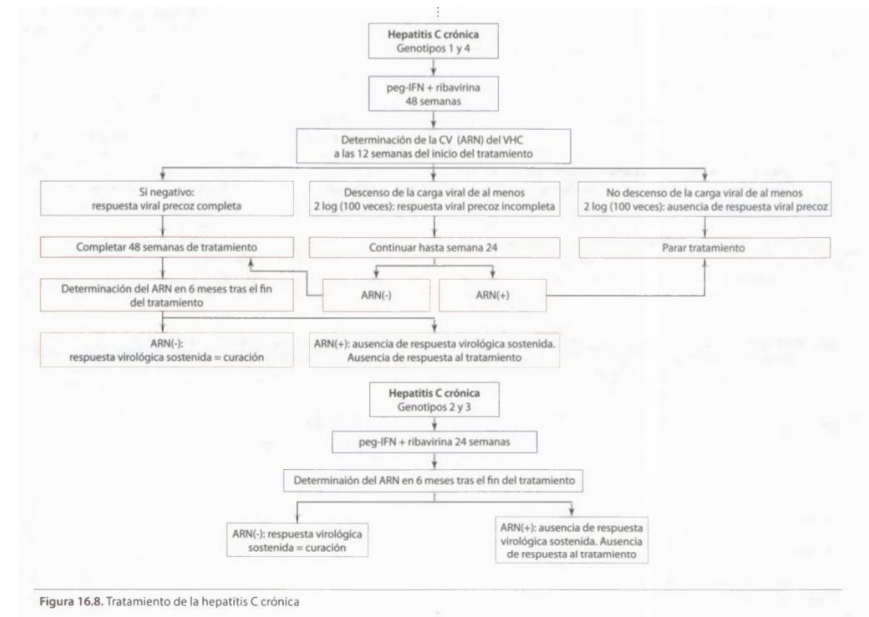 Hepatitis C crónica
Genotipos 1 y 4
peg-IFN + ribavirina
48 semanas
Determinación de la CV (ARN) del VHC
a las 12 semanas del inicio del tratamiento
Si negativo:
respuesta viral precoz completa
Descenso de la carga viral de al menos
2 log (100 veces): respuesta viral precoz incompleta
No descenso de la carga viral de al menos
2 log (100 veces): ausencia de respuesta viral precoz
Completar 48 semanas de tratamiento
Continuar hasta semana 24
Parar tratamiento
Determinación del ARN en 6 meses tras el fin
del tratamiento
ARN(-)
ARN(+)
ARN(-):
respuesta virológica sostenida = curación
ARN(+): ausencia de respuesta virológica sostenida.
Ausencia de respuesta al tratamiento
Hepatitis C crónica
Genotipos 2 y 3
peg-IFN + ribavirina 24 semanas
Determinaión del ARN en 6 meses tras el fin del tratamiento
ARN(-): respuesta virológica
sostenida = curación
ARN(+): ausencia de respuesta
virológica sostenida. Ausencia
de respuesta al tratamiento
Figura 16.8. Tratamiento de la hepatitis C crónica